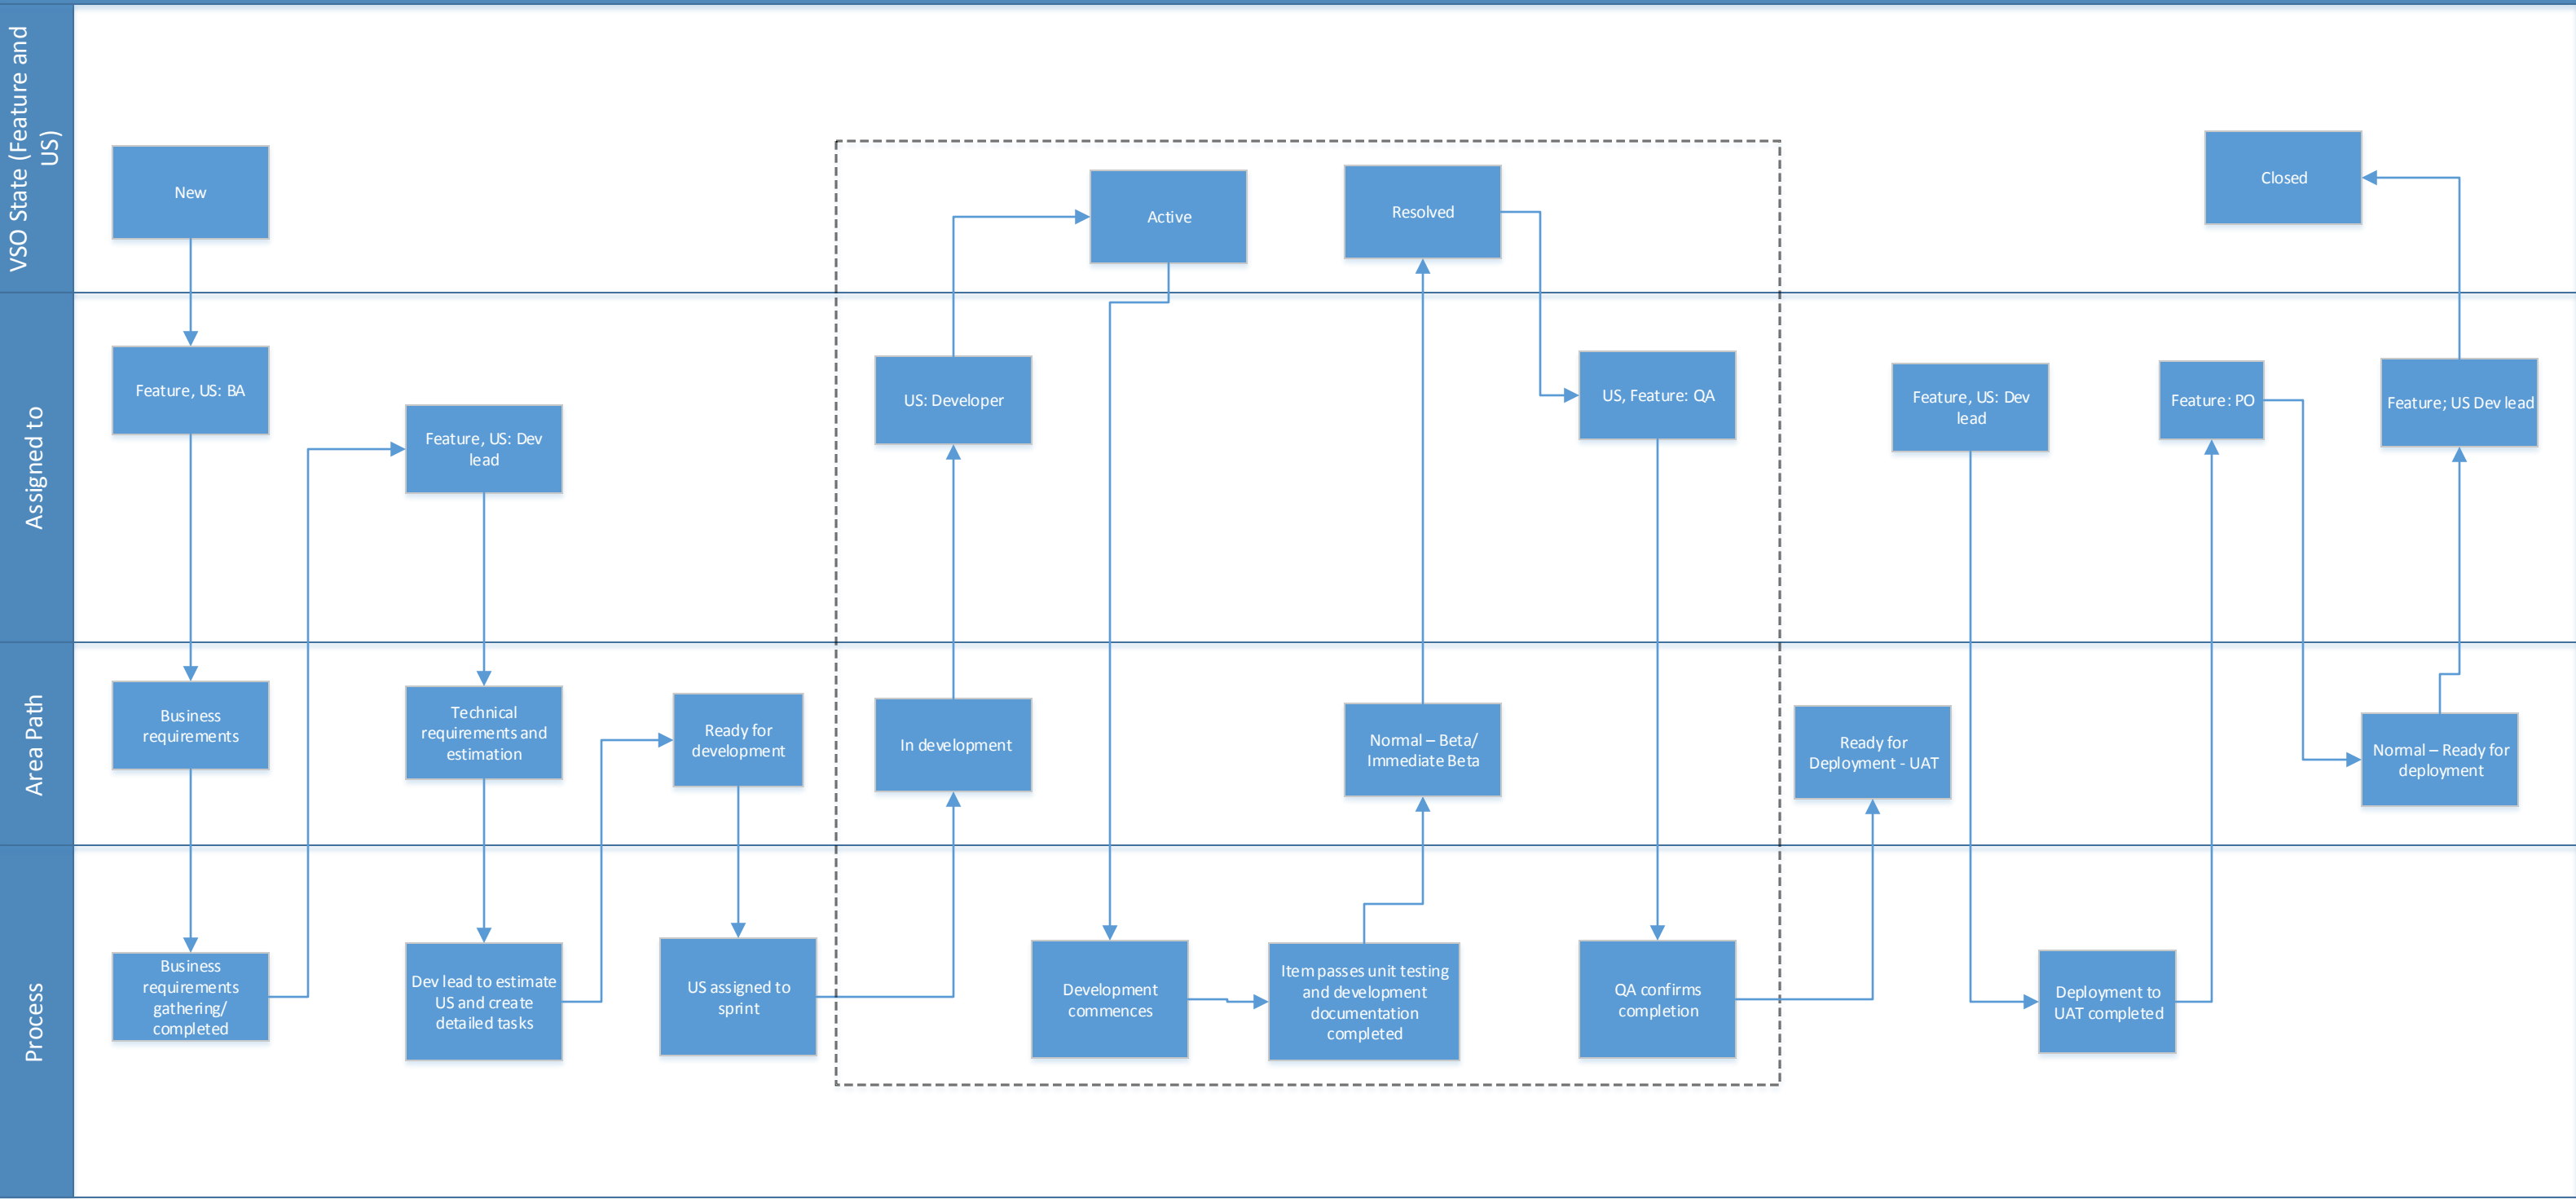 VSO State (Feature and
US)
New
Active
Resolved
Closed
Assigned to
Feature, US: BA
Feature, US: Dev
lead
US: Developer
US, Feature: QA
Feature, US: Dev
lead
Feature: PO
Feature; US Dev lead
Area Path
Business
requirements
Technical
requirements and
estimation
Ready for
development
In development
Normal – Beta/
Immediate Beta
Ready for
Deployment - UAT
Normal – Ready for
deployment
Process
Business
requirements
gathering/
completed
Dev lead to estimate
US and create
detailed tasks
US assigned to
sprint
Development
commences
Item passes unit testing
and development
documentation
completed
QA confirms
completion
Deployment to
UAT completed